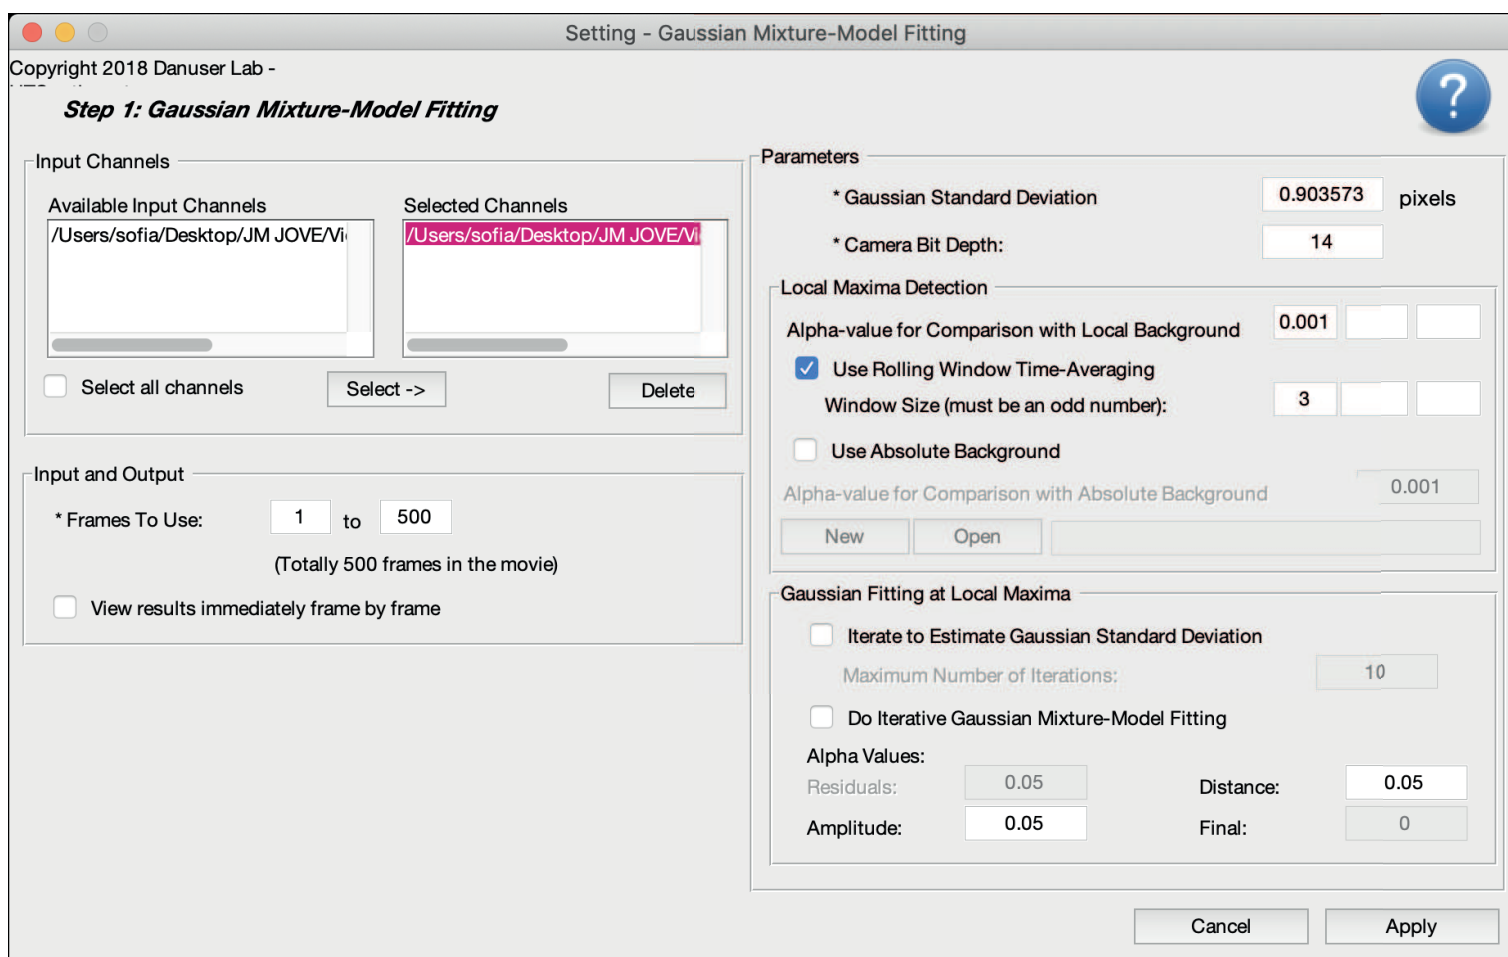 Setting - Gaussian Mixture-Model Fitting
Copyright 2018 Danuser Lab -
Step 1: Gaussian Mixture-Model Fitting
?
Input Channels
Available Input Channels
Selected Channels
/Users/sofia/Desktop/JM JOVE/Vi
/Users/sofia/Desktop/JM JOVE/Vi
Select all channels
Select ->
Delete
Input and Output
* Frames To Use: 1 to 500
(Totally 500 frames in the movie)
View results immediately frame by frame
Parameters
* Gaussian Standard Deviation 0.903573 pixels
* Camera Bit Depth: 14
Local Maxima Detection
Alpha-value for Comparison with Local Background 0.001
Use Rolling Window Time-Averaging
Window Size (must be an odd number): 3
Use Absolute Background
Alpha-value for Comparison with Absolute Background 0.001
New Open
Gaussian Fitting at Local Maxima
Iterate to Estimate Gaussian Standard Deviation
Maximum Number of Iterations: 10
Do Iterative Gaussian Mixture-Model Fitting
Alpha Values:
Residuals: 0.05 Distance: 0.05
Amplitude: 0.05 Final: 0
Cancel Apply